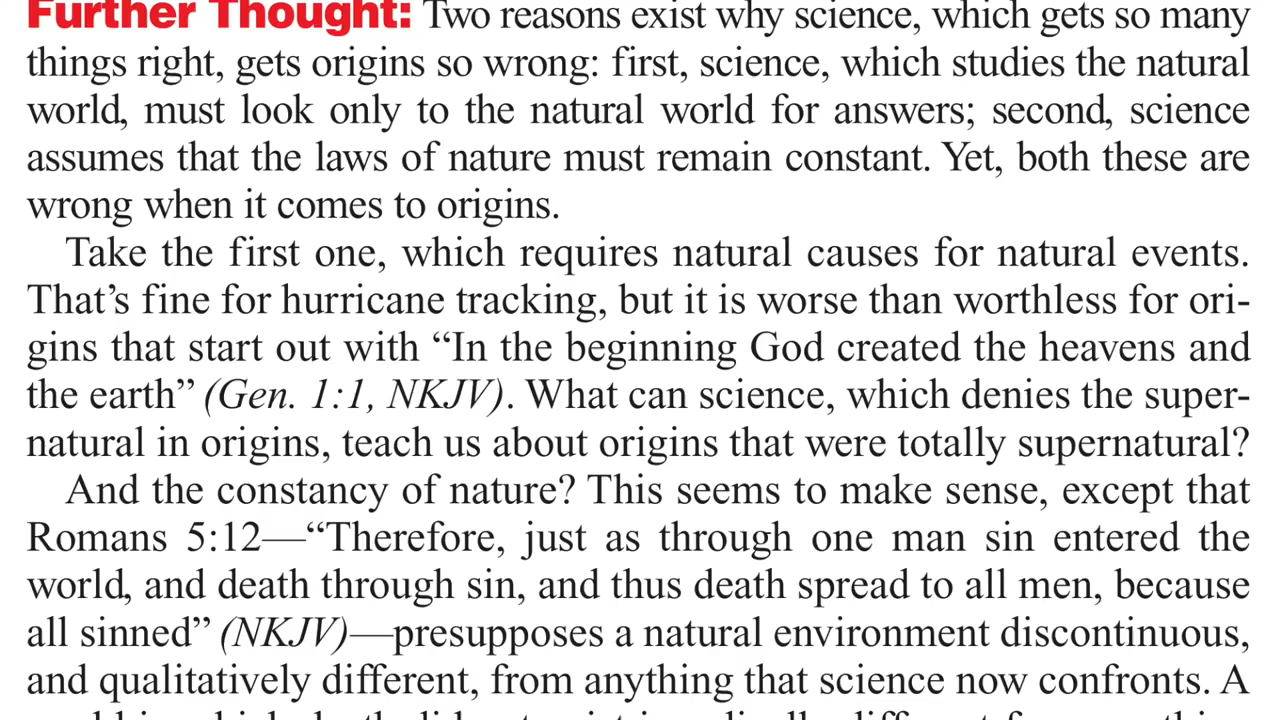 Further Thought: Two reasons exist why science, which gets so many
things right, gets origins so wrong: first, science, which studies the natural
world, must look only to the natural world for answers; second, science
assumes that the laws of nature must remain constant. Yet, both these are
wrong when it comes to origins.
Take the first one, which requires natural causes for natural events.
That’s fine for hurricane tracking, but it is worse than worthless for ori-
gins that start out with “In the beginning God created the heavens and
the earth” (Gen. 1:1, NKJV). What can science, which denies the super-
natural in origins, teach us about origins that were totally supernatural?
And the constancy of nature? This seems to make sense, except that
Romans 5:12—“Therefore, just as through one man sin entered the
world, and death through sin, and thus death spread to all men, because
all sinned” (NKJV)—presupposes a natural environment discontinuous,
and qualitatively different, from anything that science now confronts. A